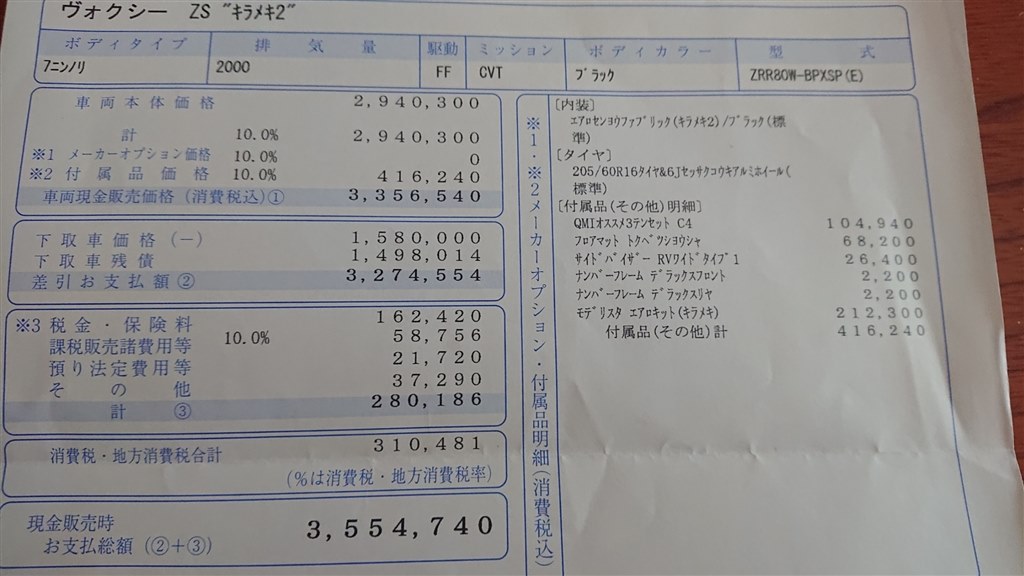 ヴォクシー ZS "ｷﾗﾒｷ2"
ボディタイプ 排気量 駆動 ミッション ボディカラー 型式
7ﾆﾝﾉﾘ 2000 FF CVT ﾌﾞﾗｯｸ ZRR80W-BPXSP(E)
車両本体価格 2,940,300
計 10.0% 2,940,300
※1 メーカーオプション価格 10.0% 0
※2 付属品価格 10.0% 416,240
車両現金販売価格(消費税込)① 3,356,540
下取車価格(－) 1,580,000
下取車残債 1,498,014
差引お支払額② 3,274,554
※3 税金・保険料 162,420
課税販売諸費用等 10.0% 58,756
預り法定費用等 21,720
その他 37,290
計 ③ 280,186
消費税・地方消費税合計 310,481
(%は消費税・地方消費税率)
現金販売時
お支払総額(②+③) 3,554,740
※1・※2メーカーオプション・付属品明細(消費税込)
[内装]
ｴｱﾛｾﾝﾖｳﾌｧﾌﾞﾘｯｸ(ｷﾗﾒｷ2)/ﾌﾞﾗｯｸ(標
準)
[タイヤ]
205/60R16ﾀｲﾔ&6Jｾｯｻｸｺｳｷｱﾙﾐﾎｲｰﾙ(
標準)
[付属品(その他)明細]
QMIｵｽｽﾒ3ﾃﾝｾｯﾄ C4 104,940
ﾌﾛｱﾏｯﾄ ﾄｸﾍﾞﾂｼﾖｳｼｬ 68,200
ｻｲﾄﾞﾊﾞｲｻﾞｰ RVﾜｲﾄﾞﾀｲﾌﾟ1 26,400
ﾅﾝﾊﾞｰﾌﾚｰﾑ ﾃﾞﾗｯｸｽﾌﾛﾝﾄ 2,200
ﾅﾝﾊﾞｰﾌﾚｰﾑ ﾃﾞﾗｯｸｽﾘﾔ 2,200
ﾓﾃﾞﾘｽﾀ ｴｱﾛｷｯﾄ(ｷﾗﾒｷ) 212,300
付属品(その他)計 416,240